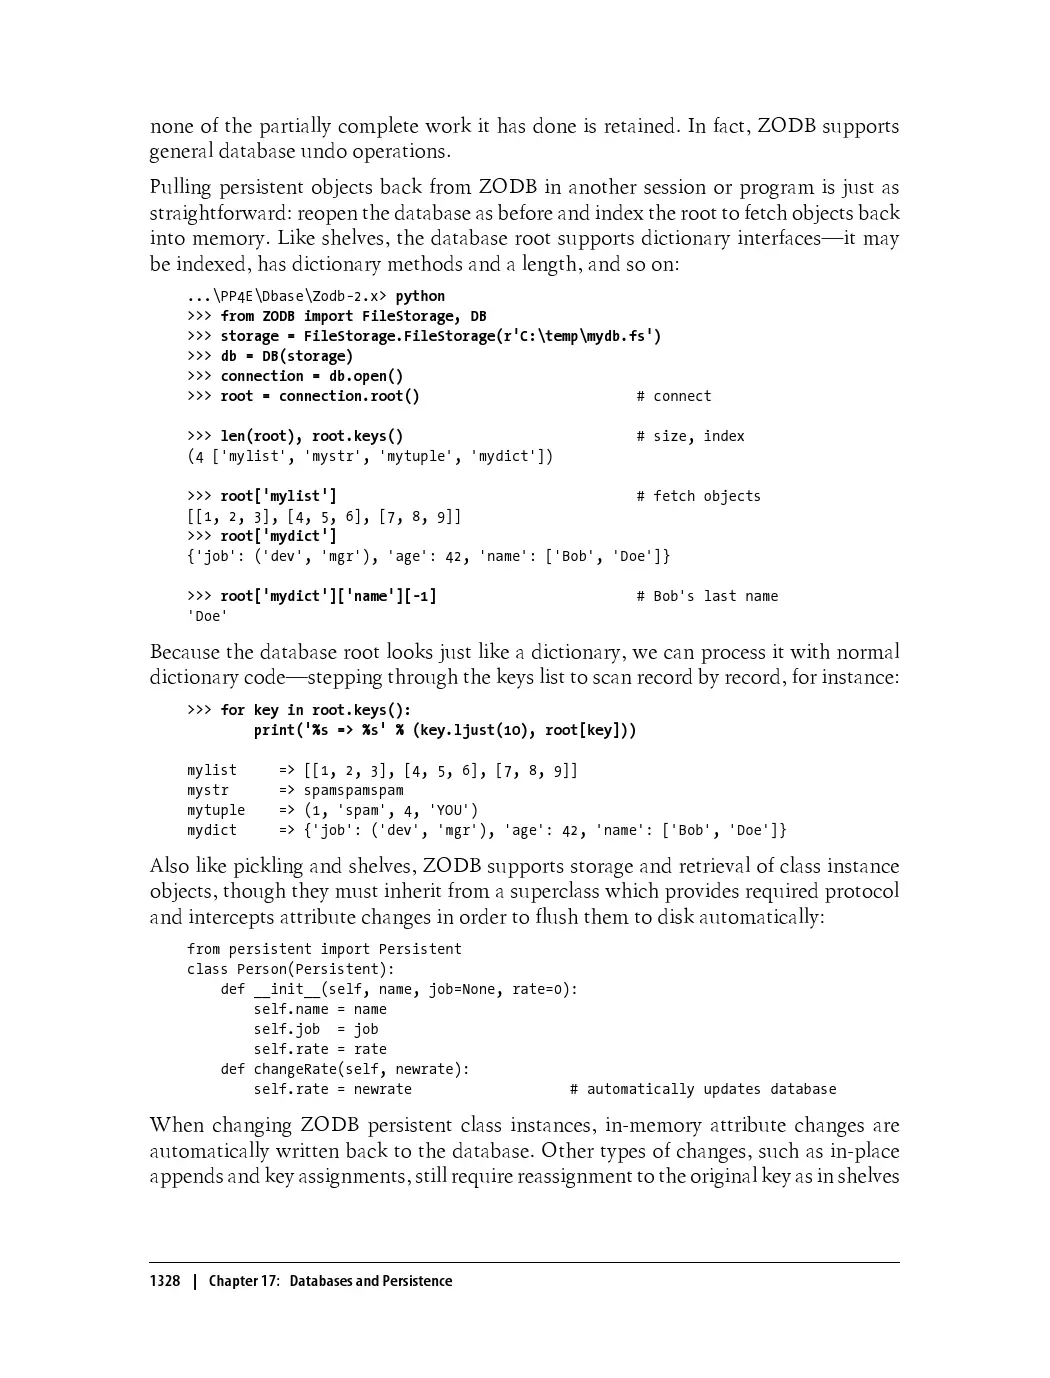 none of the partially complete work it has done is retained. In fact, ZODB supports
general database undo operations.
Pulling persistent objects back from ZODB in another session or program is just as
straightforward: reopen the database as before and index the root to fetch objects back
into memory. Like shelves, the database root supports dictionary interfaces—it may
be indexed, has dictionary methods and a length, and so on:
...\PP4E\Dbase\Zodb-2.x> python
>>> from ZODB import FileStorage, DB
>>> storage = FileStorage.FileStorage(r'C:\temp\mydb.fs')
>>> db = DB(storage)
>>> connection = db.open()
>>> root = connection.root()                          # connect
>>> len(root), root.keys()                            # size, index
(4 ['mylist', 'mystr', 'mytuple', 'mydict'])
>>> root['mylist']                                    # fetch objects
[[1, 2, 3], [4, 5, 6], [7, 8, 9]]
>>> root['mydict']
{'job': ('dev', 'mgr'), 'age': 42, 'name': ['Bob', 'Doe']}
>>> root['mydict']['name'][-1]                        # Bob's last name
'Doe'
Because the database root looks just like a dictionary, we can process it with normal
dictionary code—stepping through the keys list to scan record by record, for instance:
>>> for key in root.keys():
        print('%s => %s' % (key.ljust(10), root[key]))
mylist     => [[1, 2, 3], [4, 5, 6], [7, 8, 9]]
mystr      => spamspamspam
mytuple    => (1, 'spam', 4, 'YOU')
mydict     => {'job': ('dev', 'mgr'), 'age': 42, 'name': ['Bob', 'Doe']}
Also like pickling and shelves, ZODB supports storage and retrieval of class instance
objects, though they must inherit from a superclass which provides required protocol
and intercepts attribute changes in order to flush them to disk automatically:
from persistent import Persistent
class Person(Persistent):
    def __init__(self, name, job=None, rate=0):
        self.name = name
        self.job  = job
        self.rate = rate
    def changeRate(self, newrate):
        self.rate = newrate                   # automatically updates database
When changing ZODB persistent class instances, in-memory attribute changes are
automatically written back to the database. Other types of changes, such as in-place
appends and key assignments, still require reassignment to the original key as in shelves
1328 | Chapter 17: Databases and Persistence